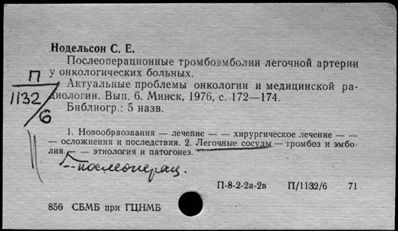 Нодельсон С. Е.
Послеоперационные тромбоэмболии легочной артерии
у онкологических больных.
Актуальные проблемы онкологии и медицинской ра-
диологии. Вып. 6. Минск, 1976, с. 172—174.
Библиогр.: 5 назв.
П
1132
6
1. Новообразования — лечение — — хирургическое лечение — —
— осложнения и последствия. 2. Легочные сосуды — тромбоз и эмбо-
лия — — этиология и патогенез.
—послеоперац.
П-8-2-2а-2в П/1132/6 71
856 СБМБ при ГЦНМБ